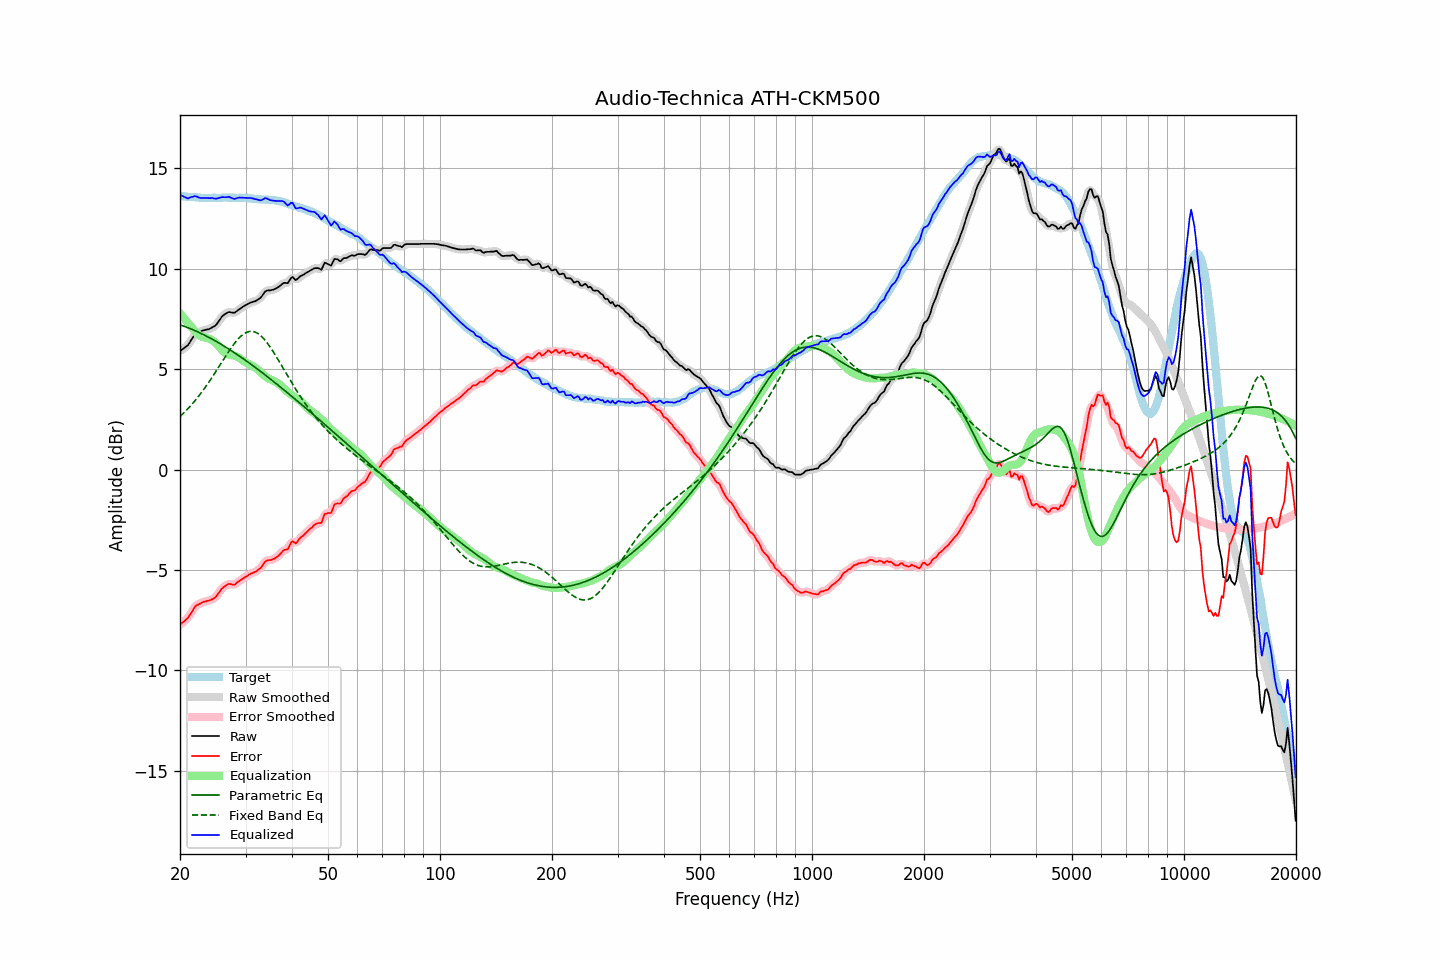 Audio-Technica ATH-CKM500
Amplitude (dBr)
15
10
5
0
−5
−10
−15
Target
Raw Smoothed
Error Smoothed
Raw
Error
Equalization
Parametric Eq
Fixed Band Eq
Equalized
20 50 100 200 500 1000 2000 5000 10000 20000
Frequency (Hz)